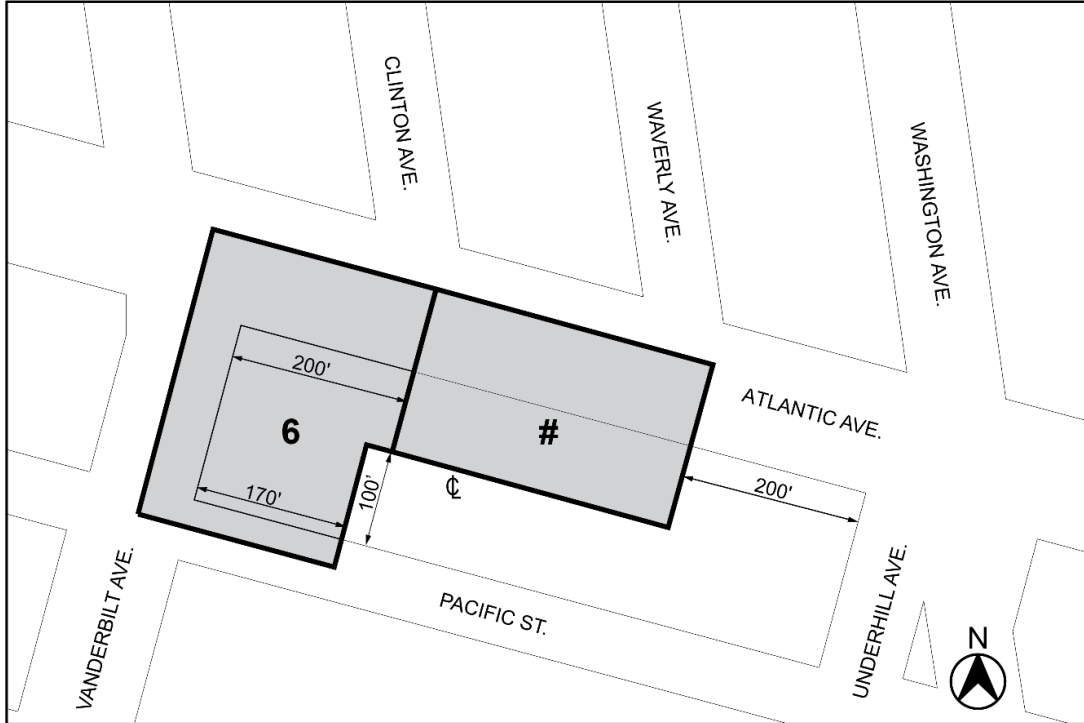 CLINTON AVE.
WAVERLY AVE.
WASHINGTON AVE.
200'
ATLANTIC AVE.
6
#
170'
100'
℄
200'
PACIFIC ST.
VANDERBILT AVE.
UNDERHILL AVE.
N